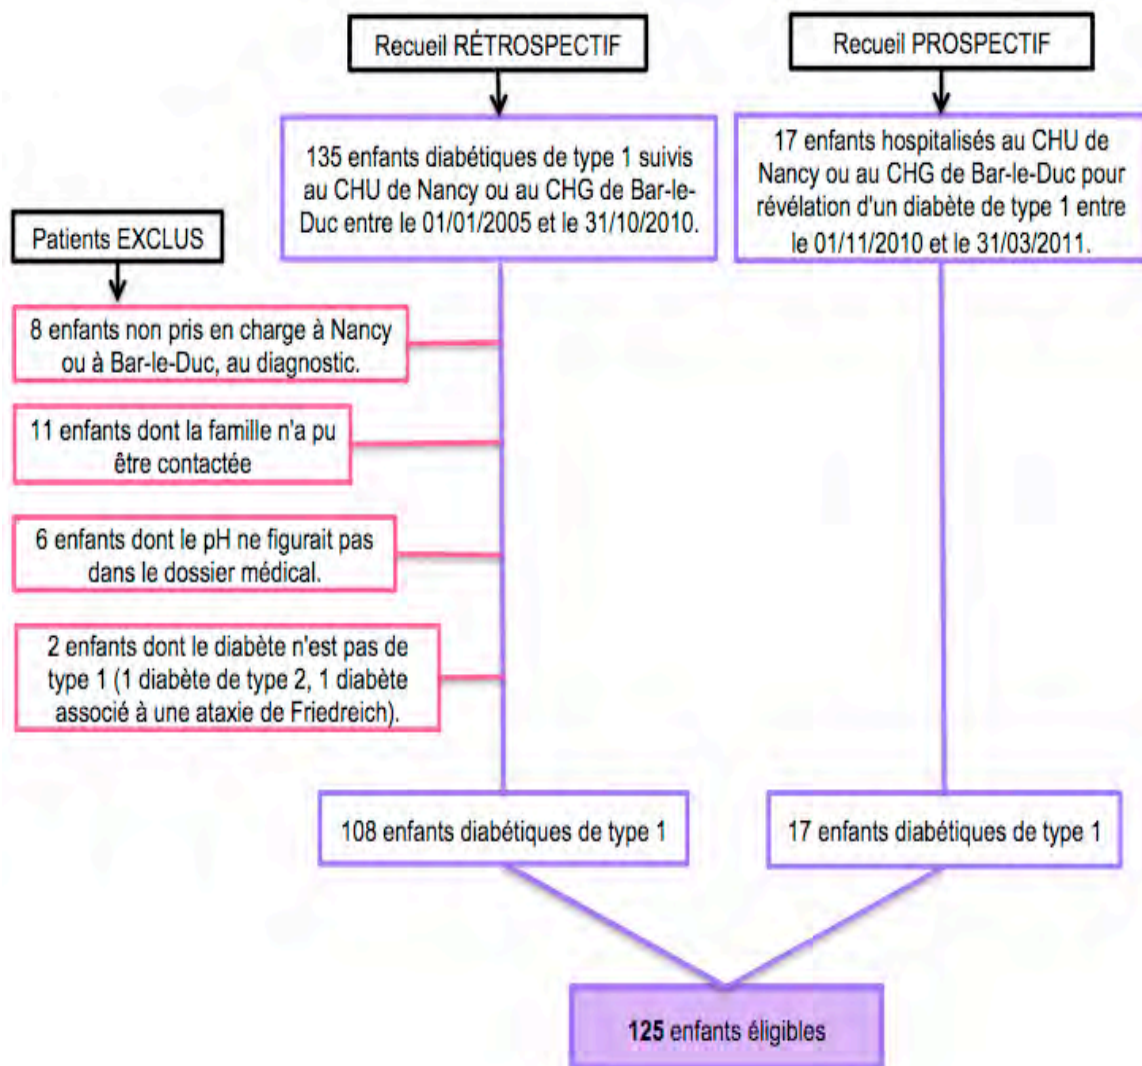 Recueil RÉTROSPECTIF
Recueil PROSPECTIF
135 enfants diabétiques de type 1 suivis
au CHU de Nancy ou au CHG de Bar-le-
Duc entre le 01/01/2005 et le 31/10/2010.
17 enfants hospitalisés au CHU de
Nancy ou au CHG de Bar-le-Duc pour
révélation d'un diabète de type 1 entre
le 01/11/2010 et le 31/03/2011.
Patients EXCLUS
8 enfants non pris en charge à Nancy
ou à Bar-le-Duc, au diagnostic.
11 enfants dont la famille n'a pu
être contactée
6 enfants dont le pH ne figurait pas
dans le dossier médical.
2 enfants dont le diabète n'est pas de
type 1 (1 diabète de type 2, 1 diabète
associé à une ataxie de Friedreich).
108 enfants diabétiques de type 1
17 enfants diabétiques de type 1
125 enfants éligibles